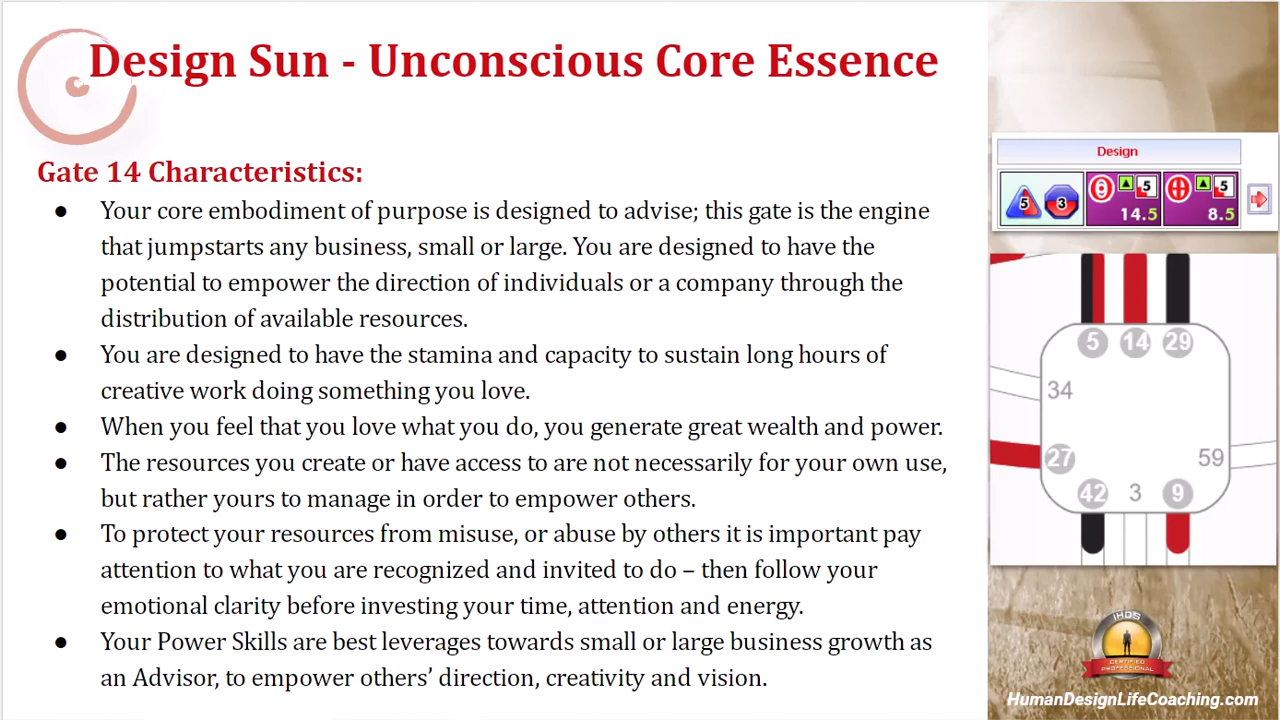 Design Sun - Unconscious Core Essence
Gate 14 Characteristics:
● Your core embodiment of purpose is designed to advise; this gate is the engine
that jumpstarts any business, small or large. You are designed to have the
potential to empower the direction of individuals or a company through the
distribution of available resources.
● You are designed to have the stamina and capacity to sustain long hours of
creative work doing something you love.
● When you feel that you love what you do, you generate great wealth and power.
● The resources you create or have access to are not necessarily for your own use,
but rather yours to manage in order to empower others.
● To protect your resources from misuse, or abuse by others it is important pay
attention to what you are recognized and invited to do – then follow your
emotional clarity before investing your time, attention and energy.
● Your Power Skills are best leverages towards small or large business growth as
an Advisor, to empower others’ direction, creativity and vision.
Design
5 3 5 5
14.5 8.5
5 14 29
34
27 59
42 3 9
IHDS
CERTIFIED
PROFESSIONAL
HumanDesignLifeCoaching.com